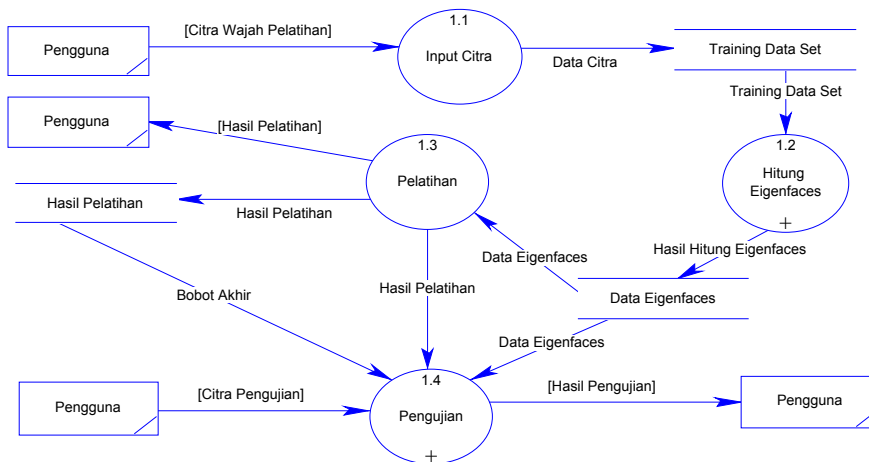 Pengguna
[Citra Wajah Pelatihan]
1.1
Input Citra
Data Citra
Training Data Set
Training Data Set
Pengguna
[Hasil Pelatihan]
1.3
Pelatihan
1.2
Hitung
Eigenfaces
+
Hasil Pelatihan
Hasil Pelatihan
Data Eigenfaces
Hasil Hitung Eigenfaces
Bobot Akhir
Hasil Pelatihan
Data Eigenfaces
Data Eigenfaces
Pengguna
[Citra Pengujian]
1.4
Pengujian
+
[Hasil Pengujian]
Pengguna